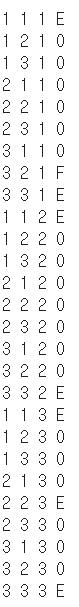 1 1 1 E
1 2 1 0
1 3 1 0
2 1 1 0
2 2 1 0
2 3 1 0
3 1 1 0
3 2 1 F
3 3 1 E
1 1 2 E
1 2 2 0
1 3 2 0
2 1 2 0
2 2 2 0
2 3 2 0
3 1 2 0
3 2 2 0
3 3 2 E
1 1 3 E
1 2 3 0
1 3 3 0
2 1 3 0
2 2 3 E
2 3 3 0
3 1 3 0
3 2 3 0
3 3 3 E